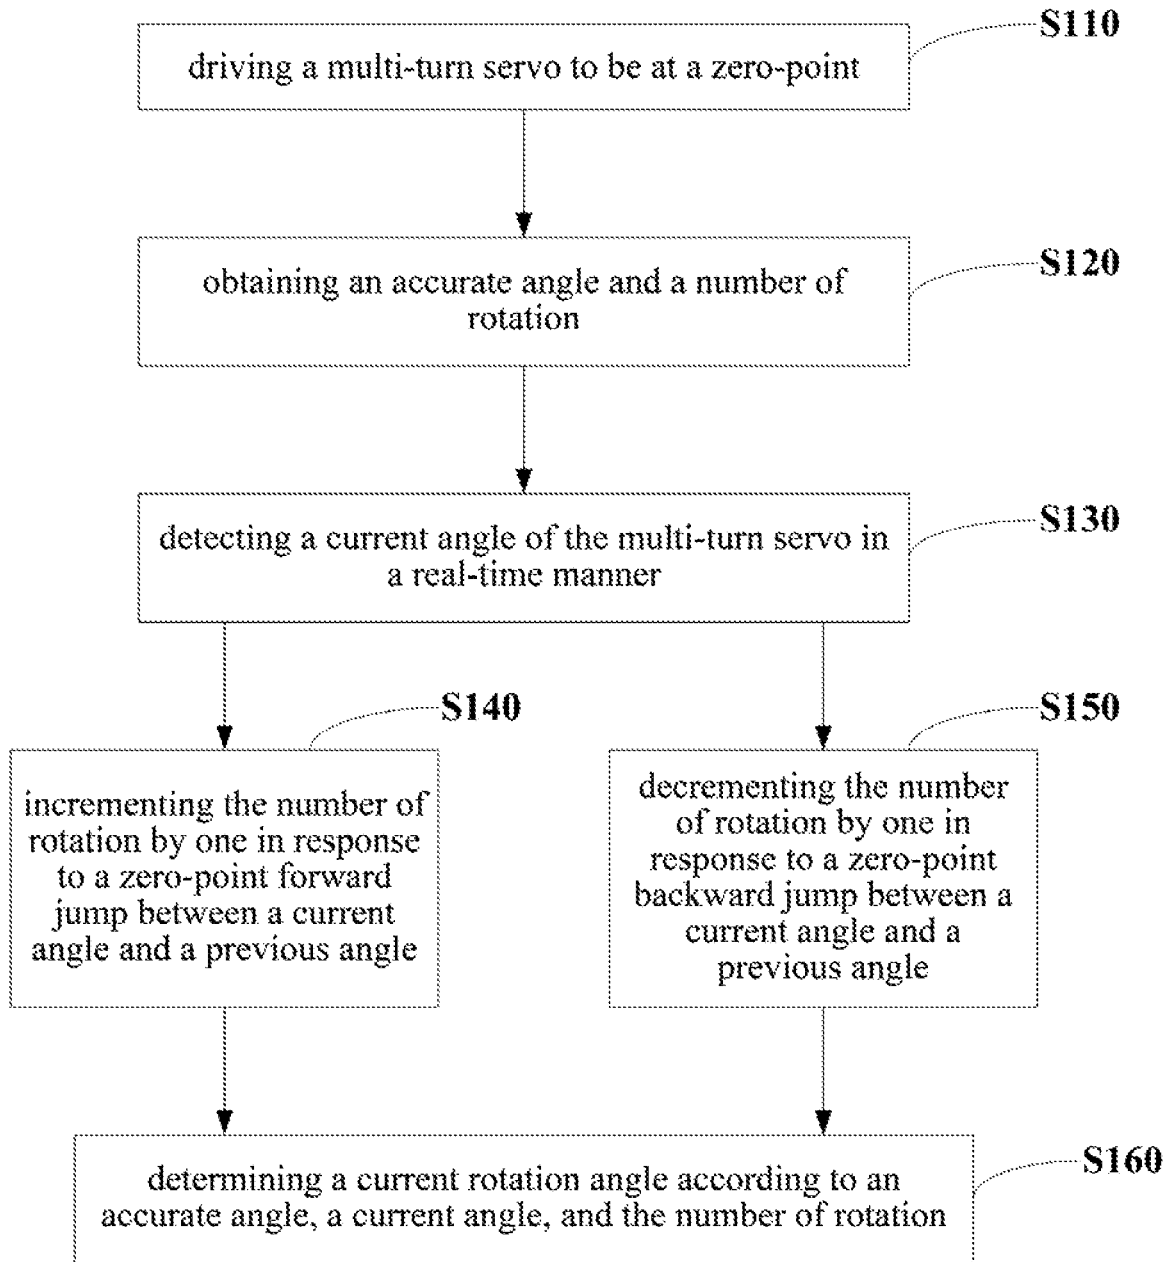 S110
driving a multi-turn servo to be at a zero-point
S120
obtaining an accurate angle and a number of
rotation
S130
detecting a current angle of the multi-turn servo in
a real-time manner
S140
incrementing the number of
rotation by one in response
to a zero-point forward
jump between a current
angle and a previous angle
S150
decrementing the number
of rotation by one in
response to a zero-point
backward jump between a
current angle and a
previous angle
S160
determining a current rotation angle according to an
accurate angle, a current angle, and the number of rotation